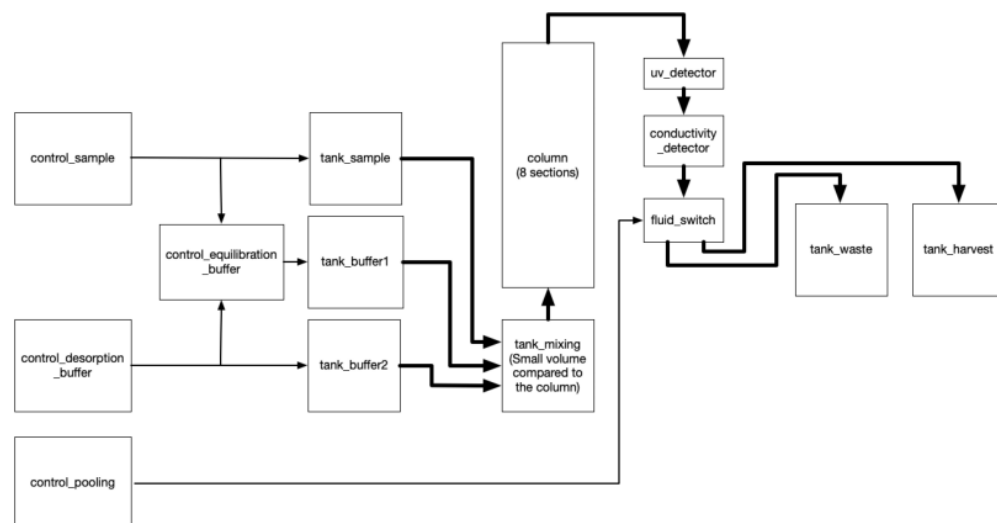 uv_detector
control_sample
tank_sample
column
(8 sections)
conductivity
_detector
fluid_switch
tank_waste
tank_harvest
control_equilibration
_buffer
tank_buffer1
control_desorption
_buffer
tank_buffer2
tank_mixing
(Small volume
compared to
the column)
control_pooling